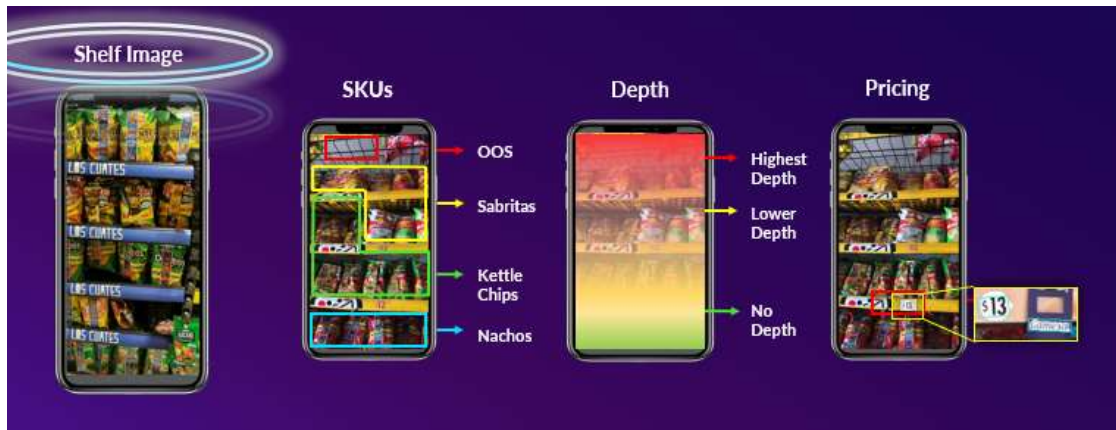 Shelf Image
LOS CUATES
LOS CUATES
LOS CUATES
LOS CUATES
SKUs
OOS
Sabritas
Kettle
Chips
Nachos
Depth
Highest
Depth
Lower
Depth
No
Depth
Pricing
$13